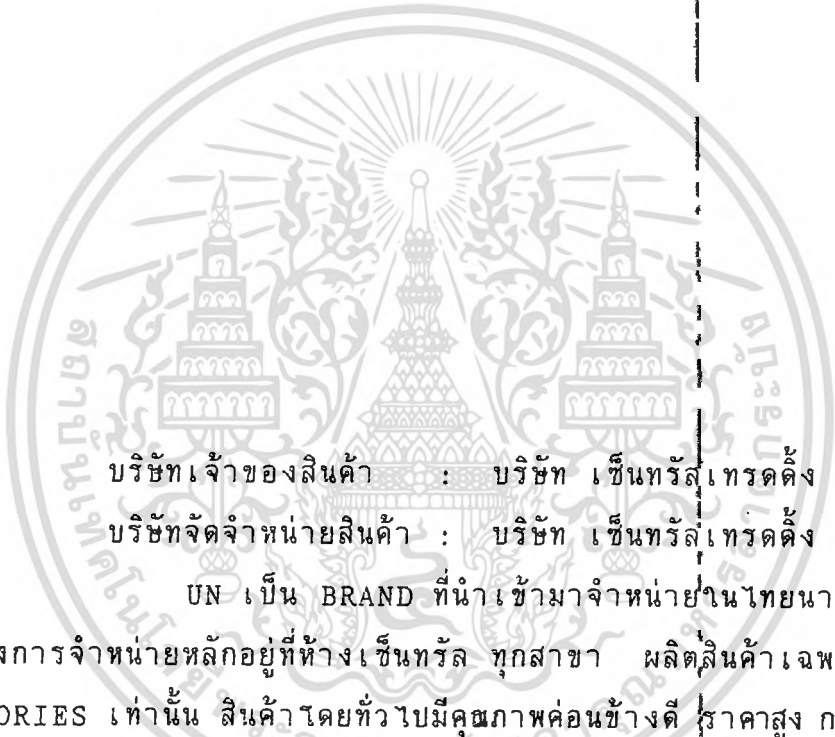 บริษัทเจ้าของสินค้า : บริษัท เซ็นทรัลเทรดดิ้ง
บริษัทจัดจำหน่ายสินค้า : บริษัท เซ็นทรัลเทรดดิ้ง
UN เป็น BRAND ที่นำเข้ามาจำหน่ายในไทยนา
งการจำหน่ายหลักอยู่ที่ห้างเซ็นทรัล ทุกสาขา ผลิตสินค้าเฉพ
ORIES เท่านั้น สินค้าโดยทั่วไปมีคุณภาพค่อนข้างดี ราคาสูง ก